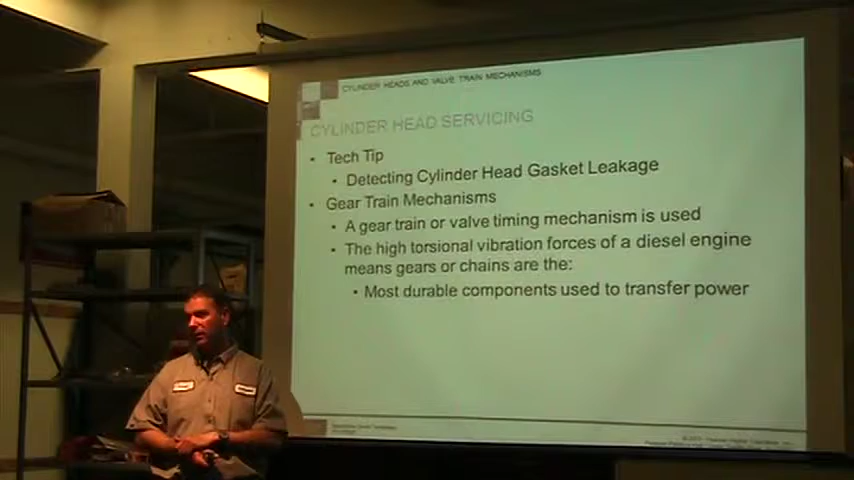 CYLINDER HEADS AND VALVE TRAIN MECHANISMS
CYLINDER HEAD SERVICING
• Tech Tip
• Detecting Cylinder Head Gasket Leakage
• Gear Train Mechanisms
• A gear train or valve timing mechanism is used
• The high torsional vibration forces of a diesel engine
means gears or chains are the:
• Most durable components used to transfer power